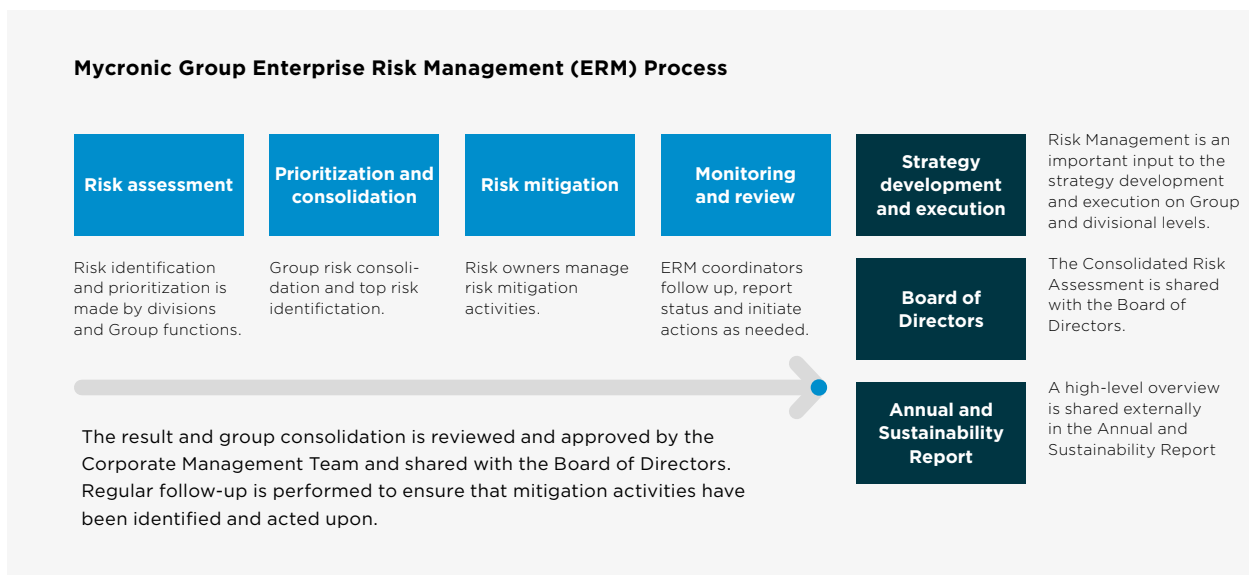 Mycronic Group Enterprise Risk Management (ERM) Process
Risk assessment
Risk identification
and prioritization is
made by divisions
and Group functions.
Prioritization and
consolidation
Group risk consoli-
dation and top risk
identifictation.
Risk mitigation
Risk owners manage
risk mitigation
activities.
Monitoring
and review
ERM coordinators
follow up, report
status and initiate
actions as needed.
Strategy
development
and execution
Risk Management is an
important input to the
strategy development
and execution on Group
and divisional levels.
Board of
Directors
The Consolidated Risk
Assessment is shared
with the Board of
Directors.
Annual and
Sustainability
Report
A high-level overview
is shared externally
in the Annual and
Sustainability Report
The result and group consolidation is reviewed and approved by the
Corporate Management Team and shared with the Board of Directors.
Regular follow-up is performed to ensure that mitigation activities have
been identified and acted upon.